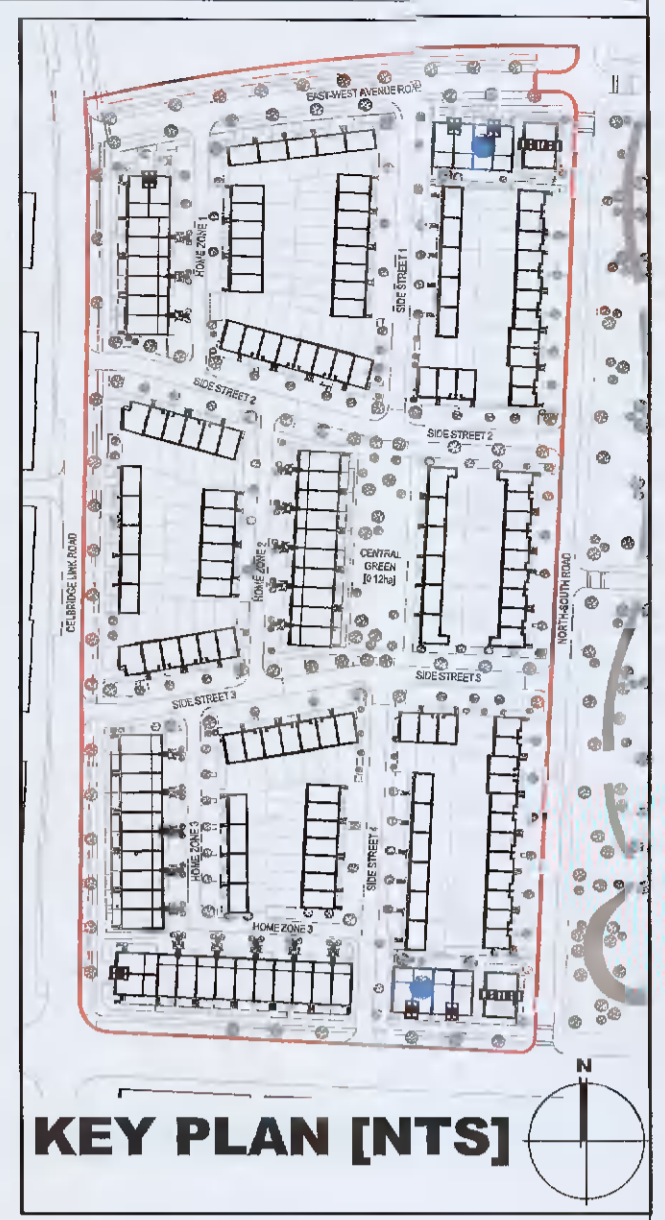 EAST-WEST AVENUE ROAD
HOME ZONE 1
SIDE STREET 1
SIDE STREET 2
SIDE STREET 2
CELBRIDGE LINK ROAD
HOME ZONE 2
CENTRAL
GREEN
[0.12ha]
NORTH-SOUTH ROAD
SIDE STREET 3
SIDE STREET 3
HOME ZONE 3
SIDE STREET 4
HOME ZONE 3
N
KEY PLAN [NTS]